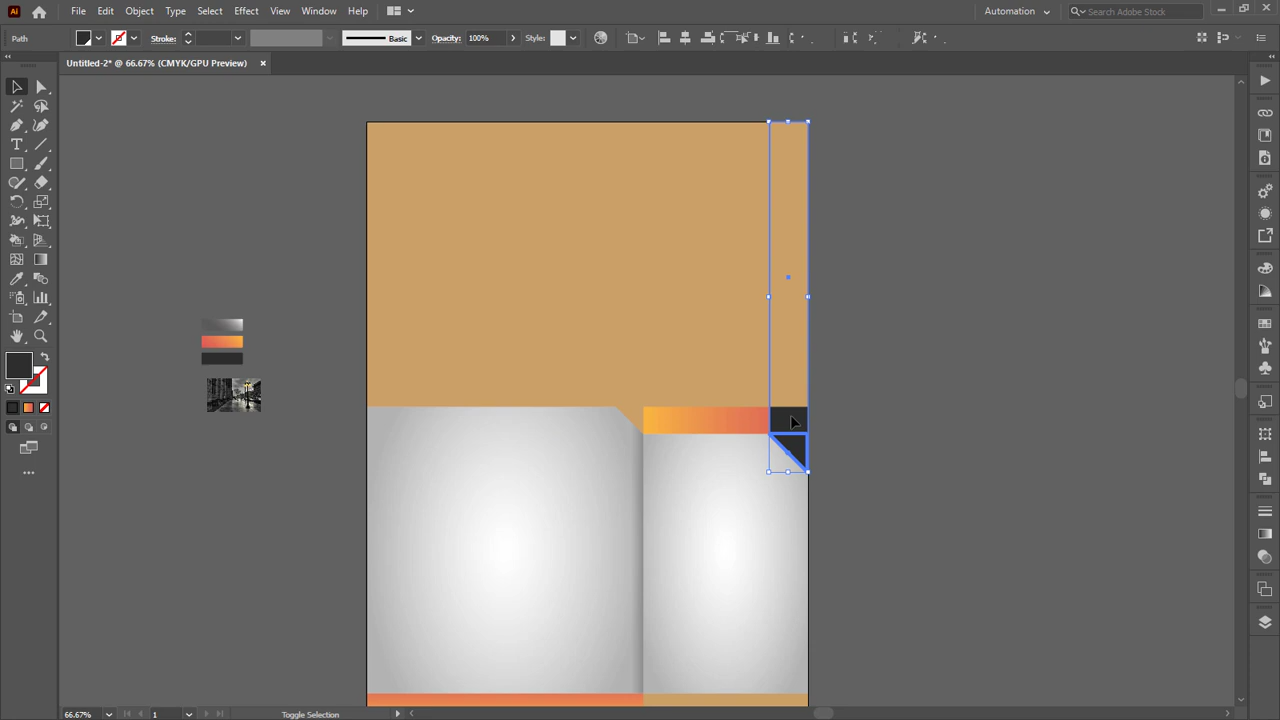 Ai File Edit Object Type Select Effect View Window Help Automation Search Adobe Stock
Path Stroke: Basic Opacity: 100% Style:
Untitled-2* @ 66.67% (CMYK/GPU Preview) ×
T
66.67% 1 Toggle Selection